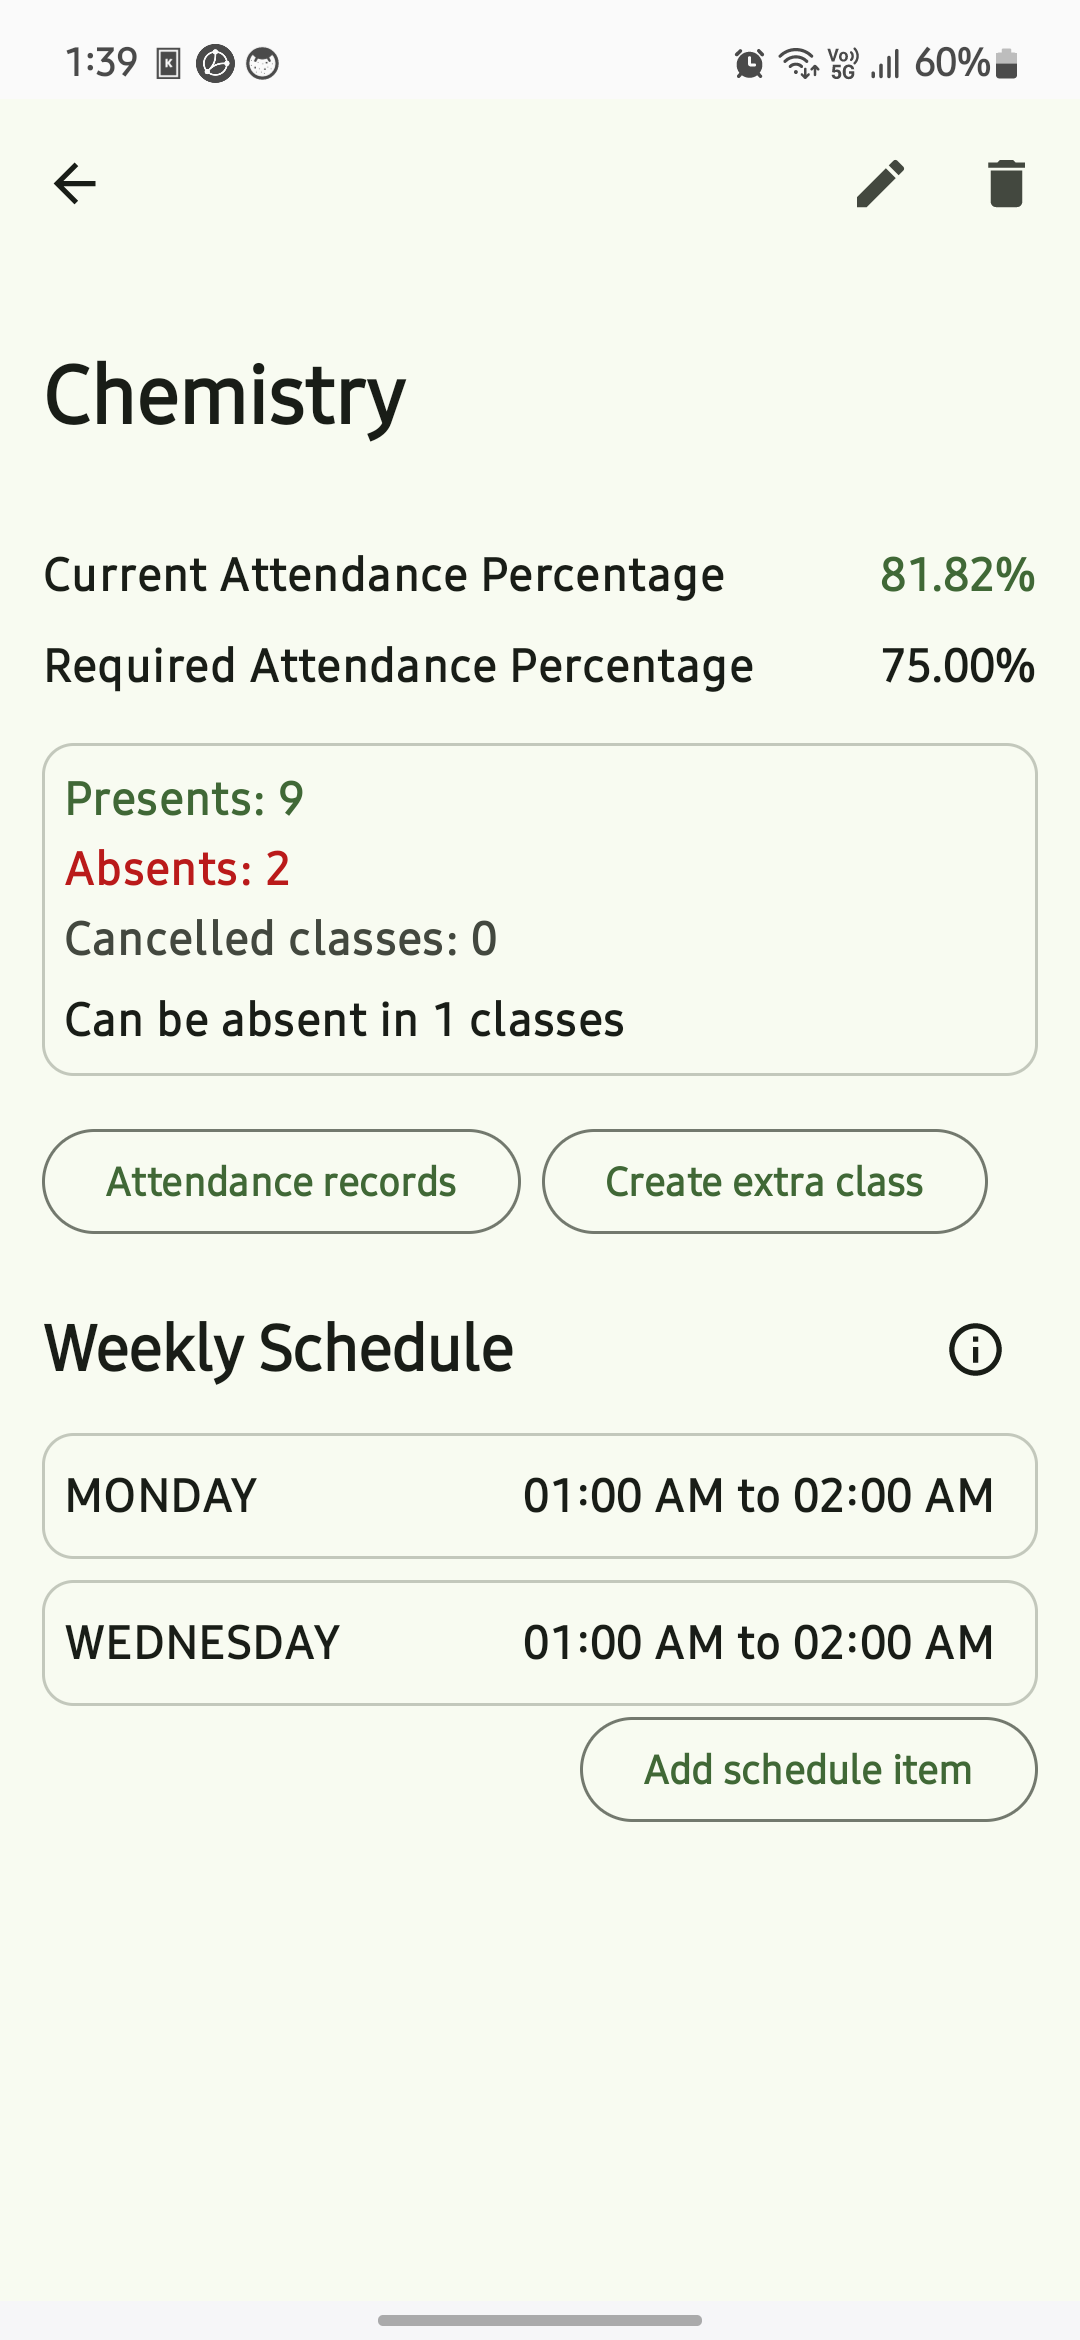 1:39 K Vo)) 5G 60%
Chemistry
Current Attendance Percentage 81.82%
Required Attendance Percentage 75.00%
Presents: 9
Absents: 2
Cancelled classes: 0
Can be absent in 1 classes
Attendance records Create extra class
Weekly Schedule
MONDAY 01:00 AM to 02:00 AM
WEDNESDAY 01:00 AM to 02:00 AM
Add schedule item